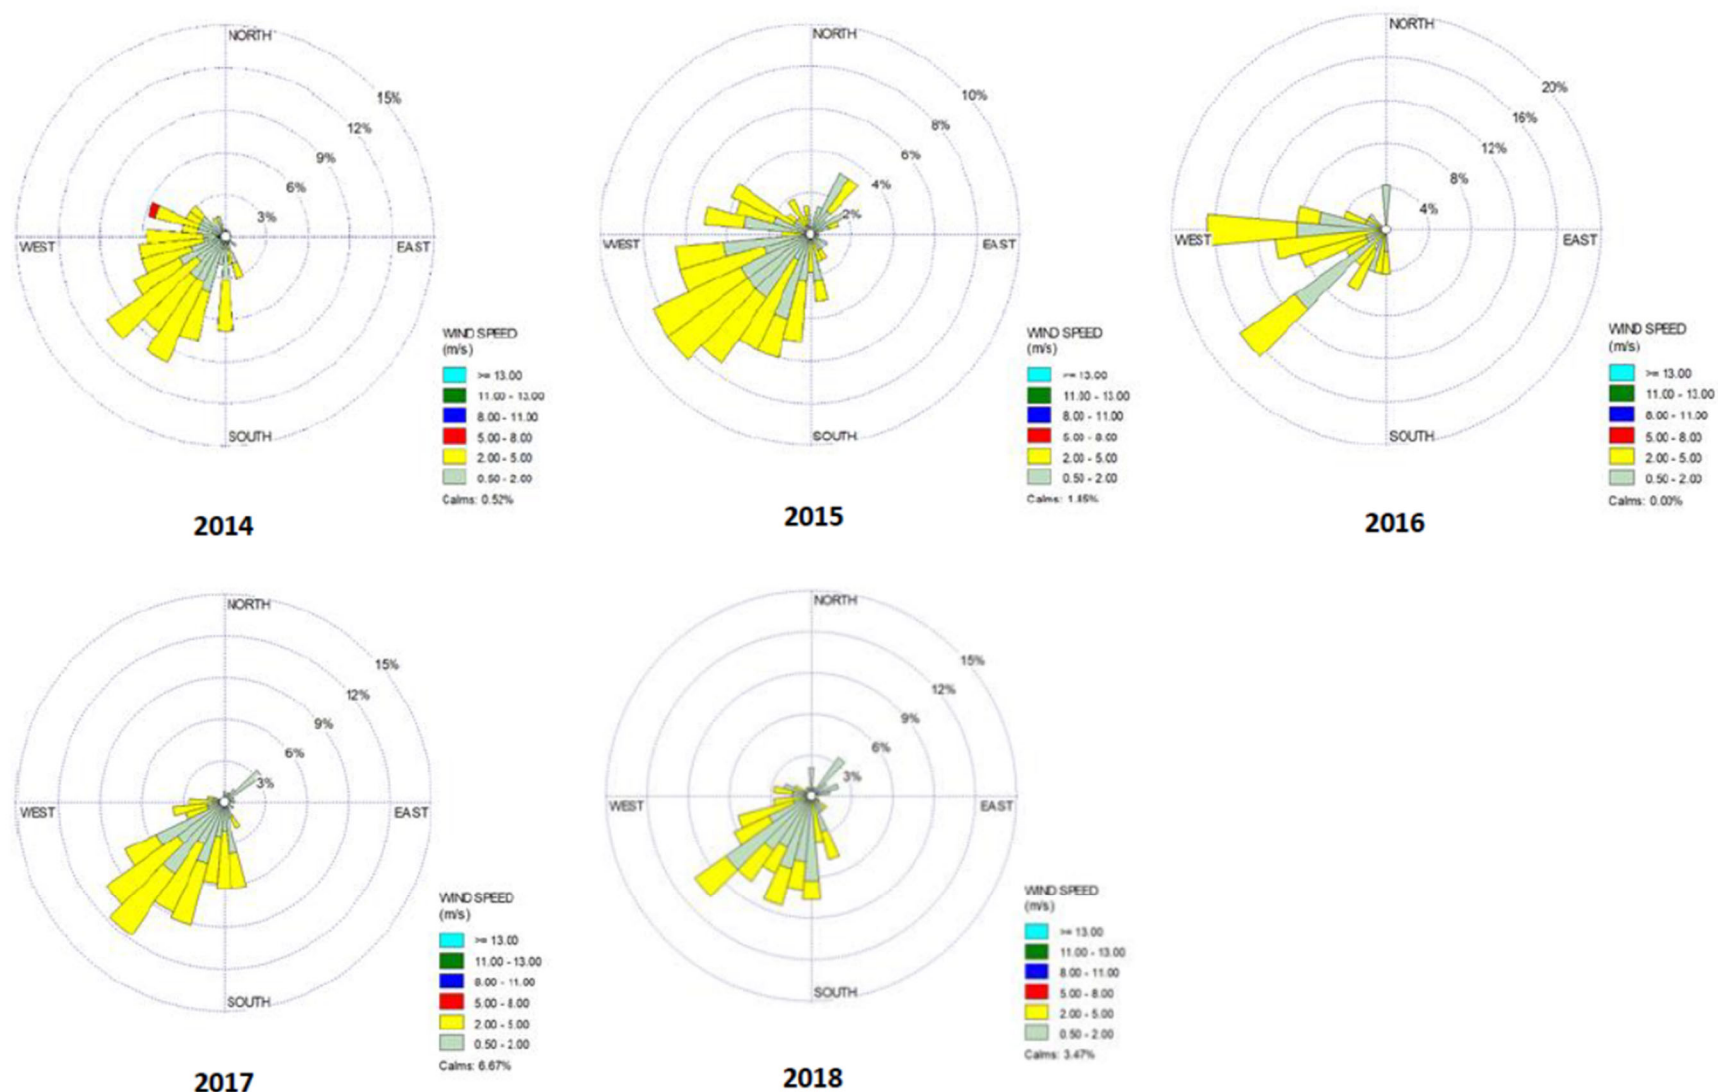 NORTH
15%
12%
9%
6%
3%
WEST
EAST
SOUTH
WIND SPEED
(m/s)
>= 13.00
11.00 - 13.00
8.00 - 11.00
5.00 - 8.00
2.00 - 5.00
0.50 - 2.00
Calms: 0.52%
2014
NORTH
10%
8%
6%
4%
2%
WEST
EAST
SOUTH
WIND SPEED
(m/s)
>= 13.00
11.00 - 13.00
8.00 - 11.00
5.00 - 8.00
2.00 - 5.00
0.50 - 2.00
Calms:
2015
NORTH
20%
16%
12%
8%
4%
WEST
EAST
SOUTH
WIND SPEED
(m/s)
>= 13.00
11.00 - 13.00
8.00 - 11.00
5.00 - 8.00
2.00 - 5.00
0.50 - 2.00
Calms: 0.00%
2016
NORTH
15%
12%
9%
6%
3%
WEST
EAST
SOUTH
WIND SPEED
(m/s)
>= 13.00
11.00 - 13.00
8.00 - 11.00
5.00 - 8.00
2.00 - 5.00
0.50 - 2.00
Calms: 6.67%
2017
NORTH
15%
12%
9%
6%
3%
WEST
EAST
SOUTH
WIND SPEED
(m/s)
>= 13.00
11.00 - 13.00
8.00 - 11.00
5.00 - 8.00
2.00 - 5.00
0.50 - 2.00
Calms: 3.47%
2018